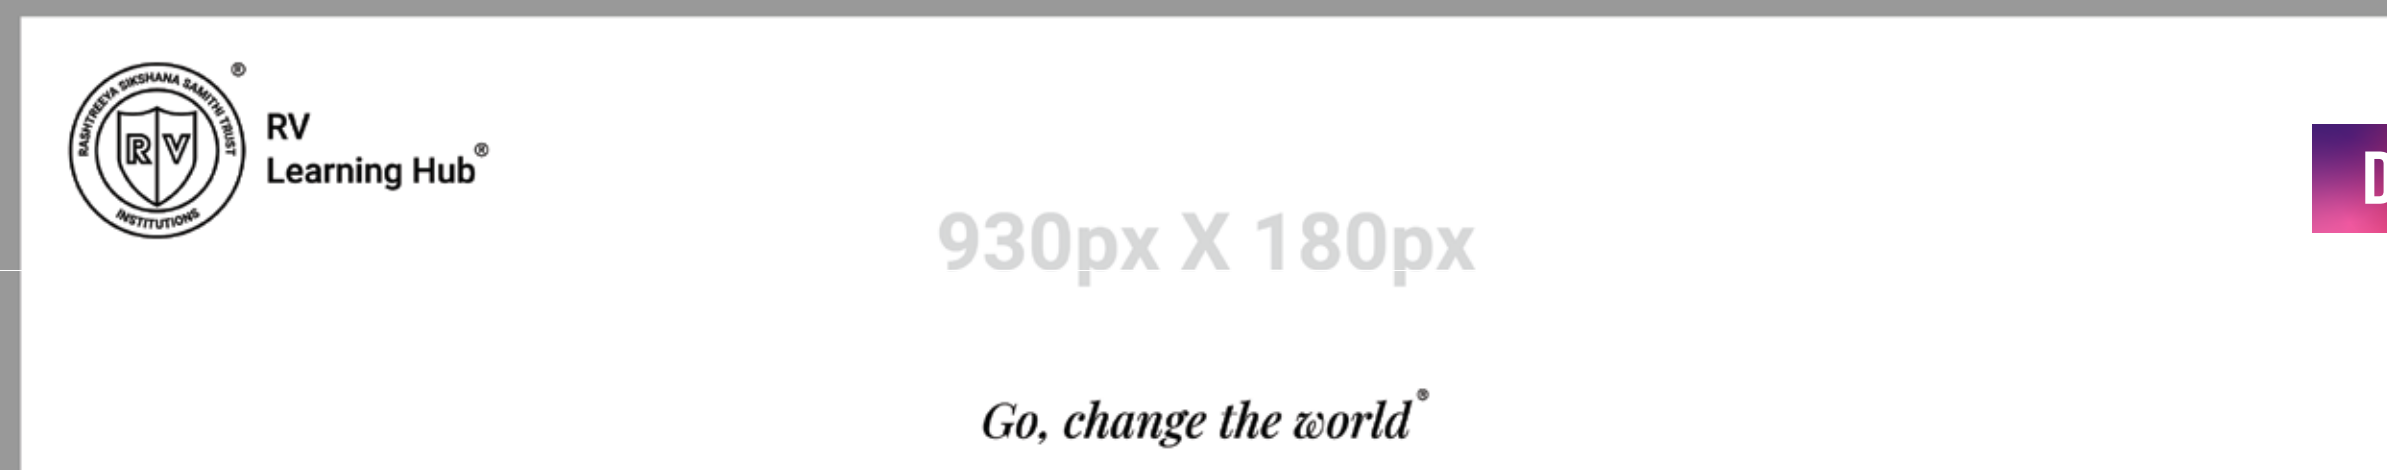 RASHTREEYA SIKSHANA SAMITHI TRUST
®
RV
INSTITUTIONS
RV
Learning Hub®
930px X 180px
D
Go, change the world®